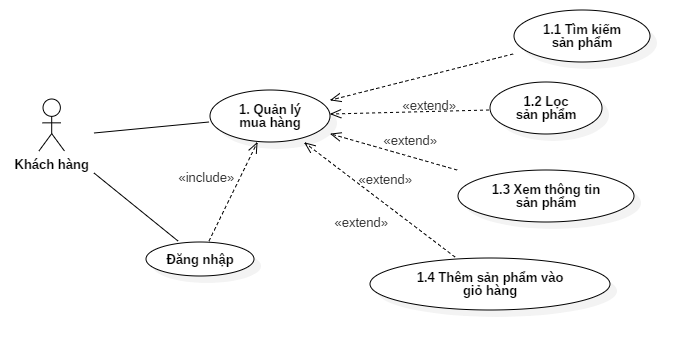 1.1 Tìm kiếm
sản phẩm
1. Quản lý
mua hàng
«extend»
1.2 Lọc
sản phẩm
«extend»
Khách hàng
«include»
«extend»
1.3 Xem thông tin
sản phẩm
«extend»
Đăng nhập
1.4 Thêm sản phẩm vào
giỏ hàng